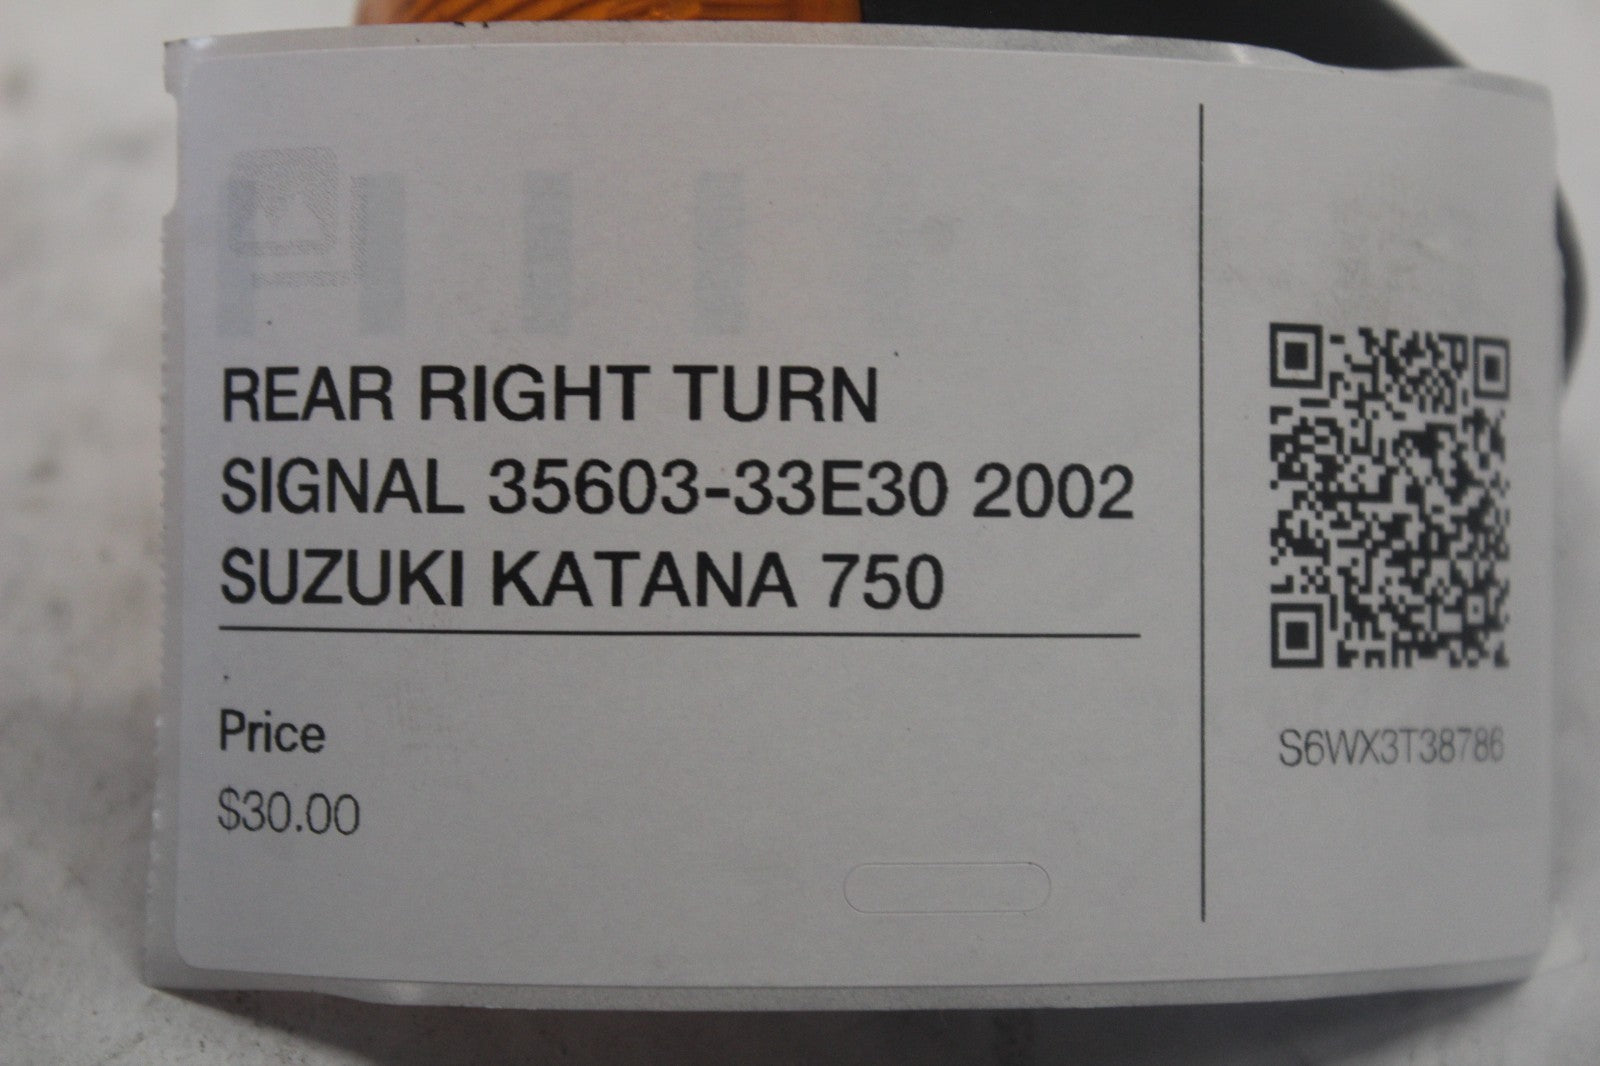 REAR RIGHT TURN
SIGNAL 35603-33E30 2002
SUZUKI KATANA 750
Price
$30.00
S6WX3T38786